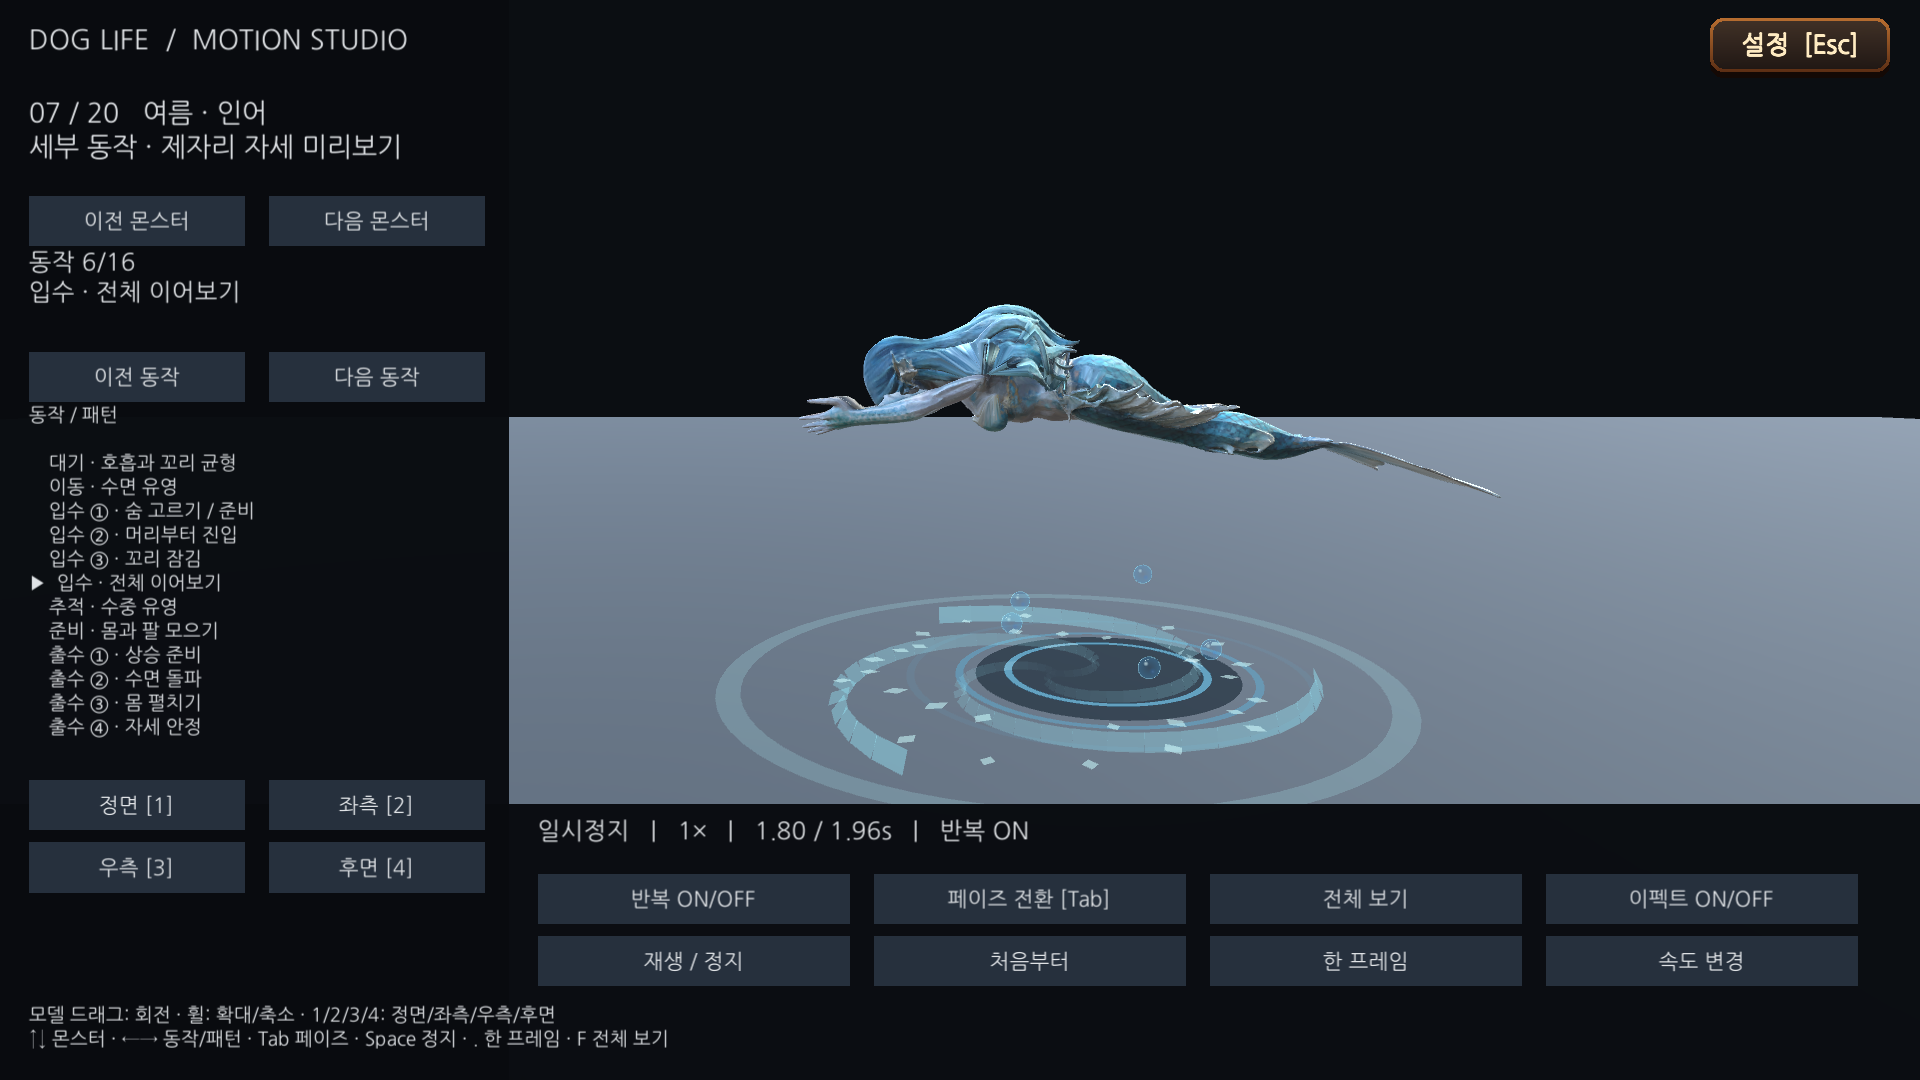 DOG LIFE / MOTION STUDIO
설정 [Esc]
07 / 20 여름 · 인어
세부 동작 · 제자리 자세 미리보기
이전 몬스터
다음 몬스터
동작 6/16
입수 · 전체 이어보기
이전 동작
다음 동작
동작 / 패턴
대기 · 호흡과 꼬리 균형
이동 · 수면 유영
입수 ① · 숨 고르기 / 준비
입수 ② · 머리부터 진입
입수 ③ · 꼬리 잠김
▶ 입수 · 전체 이어보기
추적 · 수중 유영
준비 · 몸과 팔 모으기
출수 ① · 상승 준비
출수 ② · 수면 돌파
출수 ③ · 몸 펼치기
출수 ④ · 자세 안정
정면 [1]
좌측 [2]
우측 [3]
후면 [4]
일시정지 | 1× | 1.80 / 1.96s | 반복 ON
반복 ON/OFF
페이즈 전환 [Tab]
전체 보기
이펙트 ON/OFF
재생 / 정지
처음부터
한 프레임
속도 변경
모델 드래그: 회전 · 휠: 확대/축소 · 1/2/3/4: 정면/좌측/우측/후면
↑↓ 몬스터 · ←→ 동작/패턴 · Tab 페이즈 · Space 정지 · . 한 프레임 · F 전체 보기